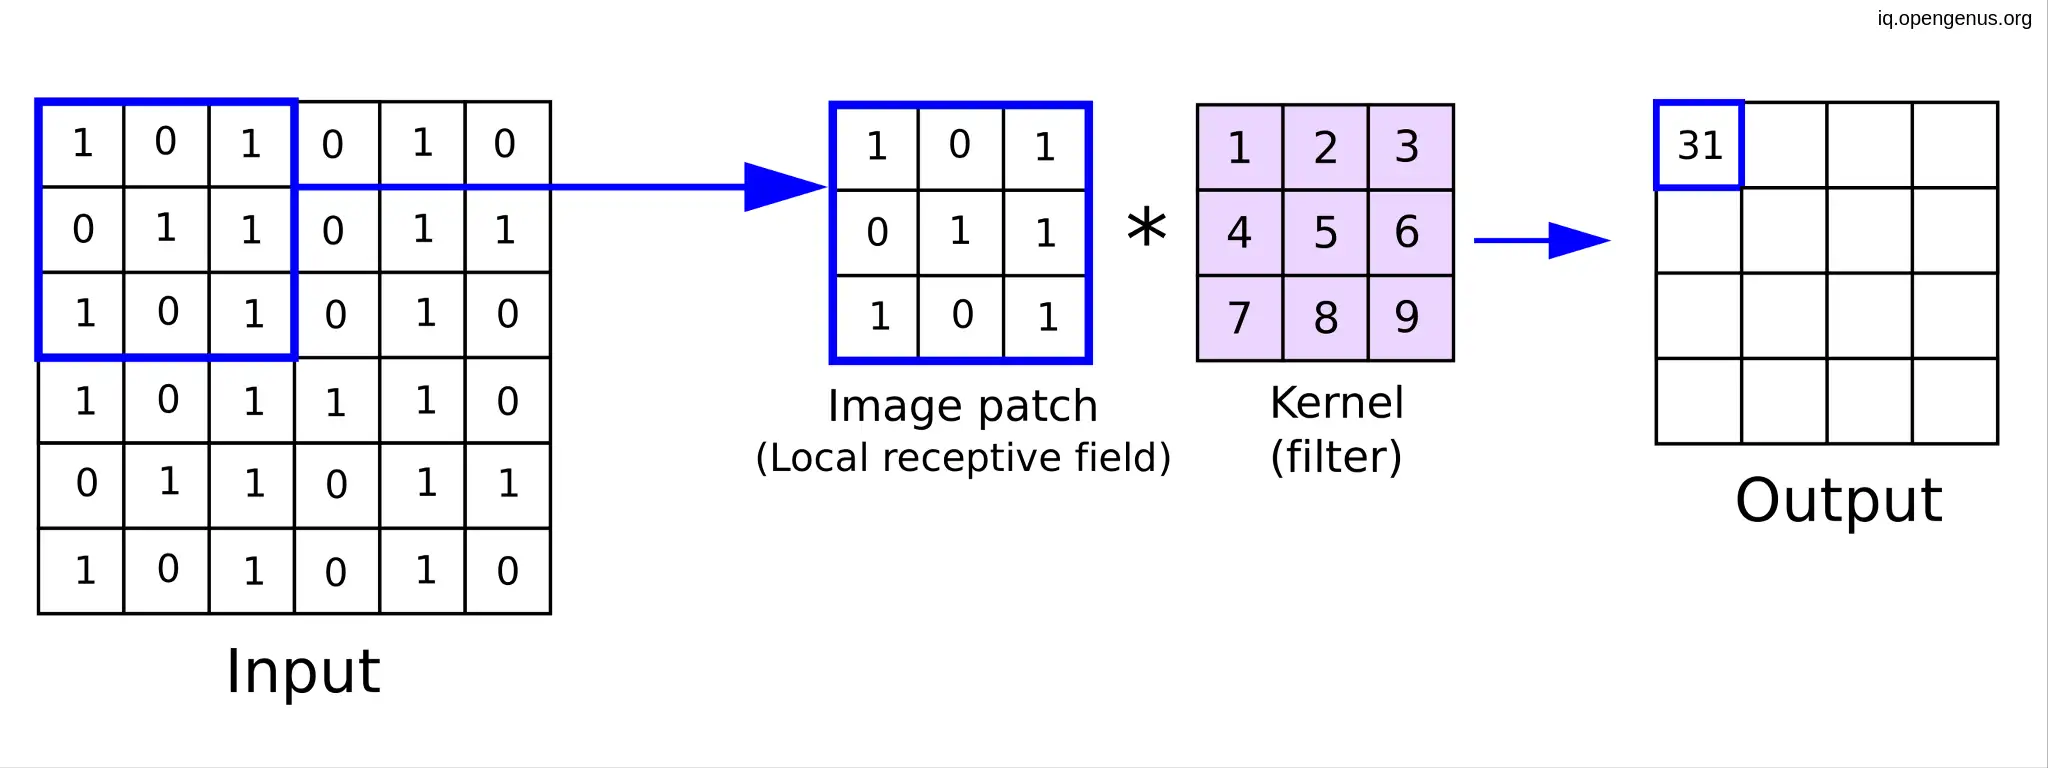 iq.opengenus.org
1 0 1 0 1 0
0 1 1 0 1 1
1 0 1 0 1 0
1 0 1 1 1 0
0 1 1 0 1 1
1 0 1 0 1 0
Input
1 0 1
0 1 1
1 0 1
Image patch
(Local receptive field)
*
1 2 3
4 5 6
7 8 9
Kernel
(filter)
31
Output